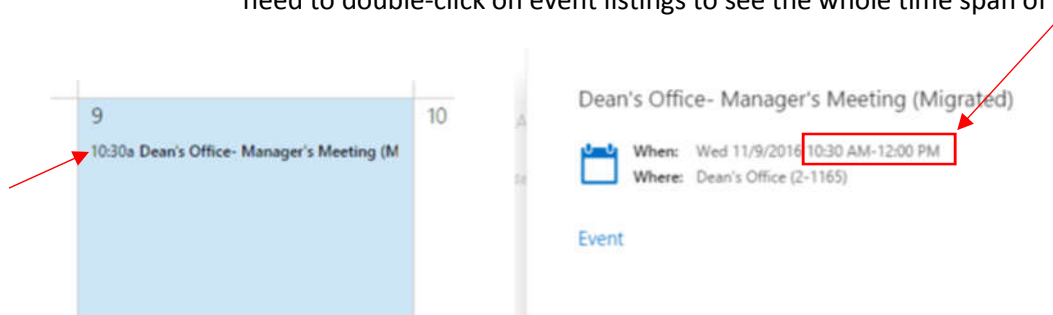 need to double-click on event listings to see the whole time span of
9
10
10:30a Dean's Office- Manager's Meeting (M
Dean's Office- Manager's Meeting (Migrated)
When: Wed 11/9/2016 10:30 AM-12:00 PM
Where: Dean's Office (2-1165)
Event